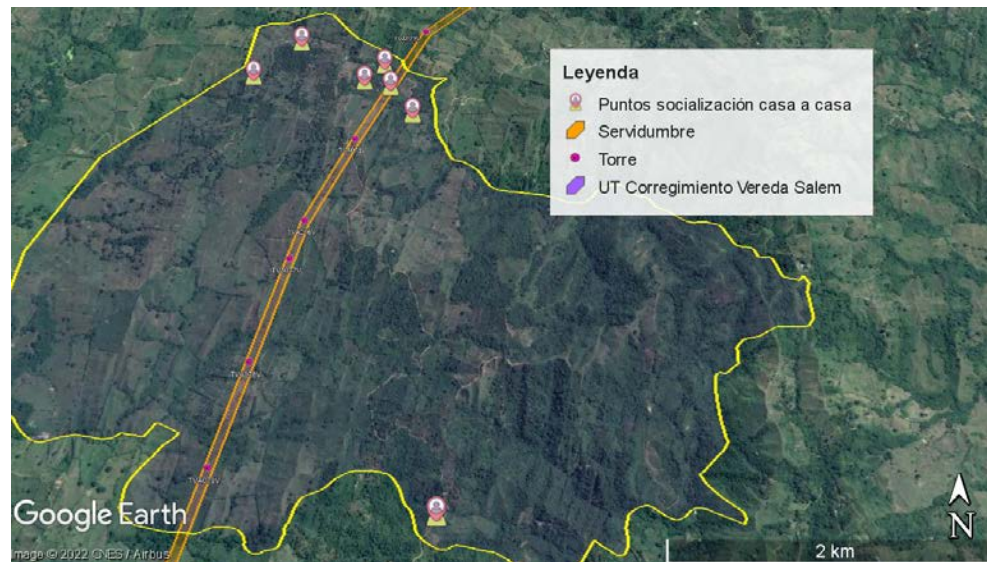 Leyenda
Puntos socialización casa a casa
Servidumbre
Torre
UT Corregimiento Vereda Salem
Google Earth
Image © 2022 CNES / Airbus
N
2 km